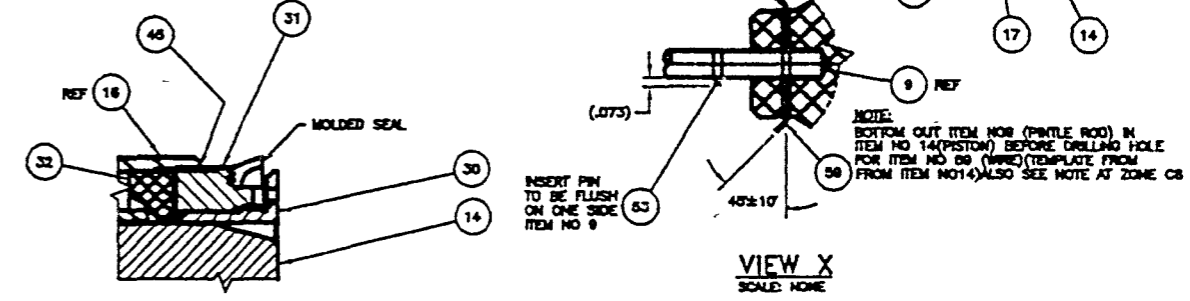 31
46
REF 16
MOLDED SEAL
32
30
14
17
14
9 REF
(.073)
NOTE:
BOTTOM OUT ITEM NO9 (PINTLE ROD) IN
ITEM NO 14(PISTON) BEFORE DRILLING HOLE
FOR ITEM NO 59 (WIRE)(TEMPLATE FROM
FROM ITEM NO14)ALSO SEE NOTE AT ZONE C8
59
INSERT PIN
TO BE FLUSH
ON ONE SIDE
ITEM NO 9
53
45±10
VIEW X
SCALE: NONE